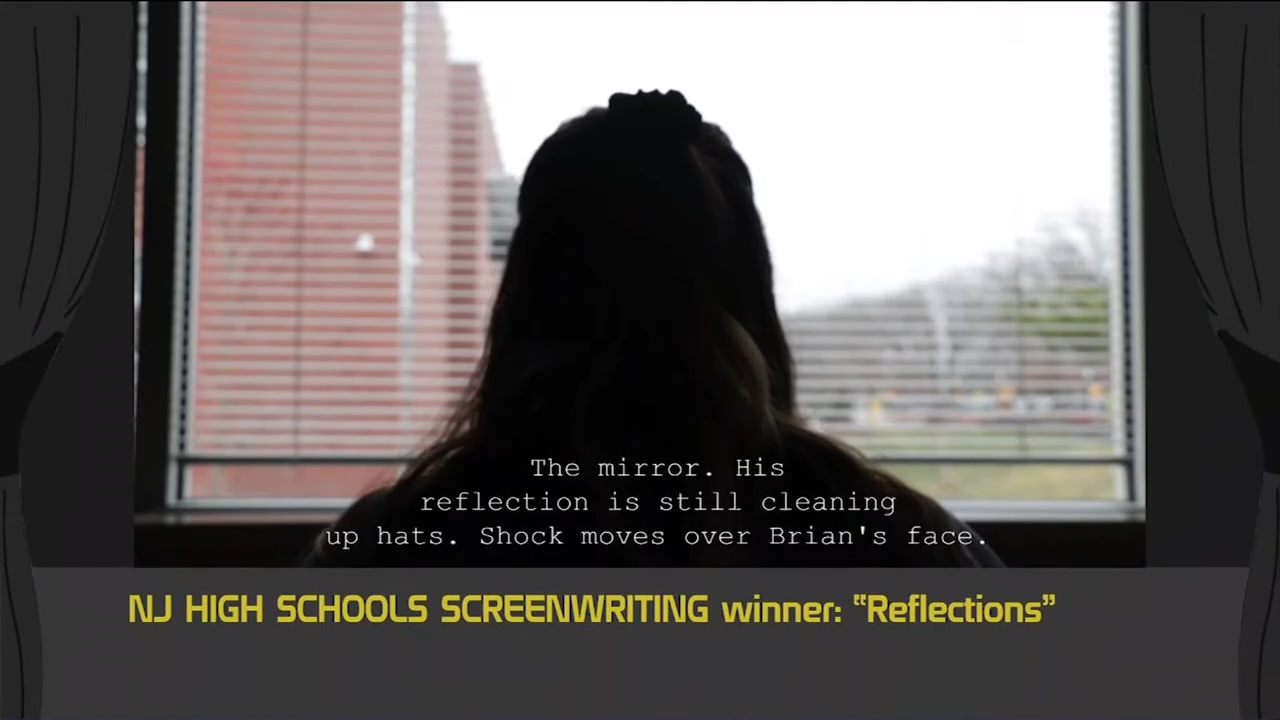 The mirror. His
reflection is still cleaning
up hats. Shock moves over Brian's face.
NJ HIGH SCHOOLS SCREENWRITING winner: “Reflections”